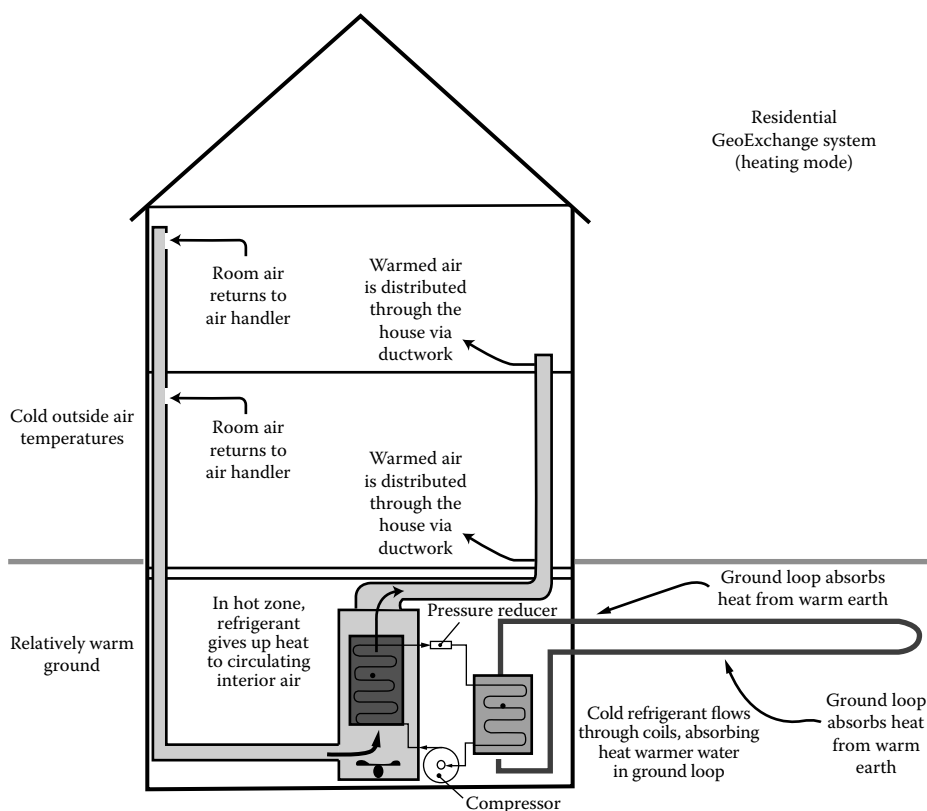 Residential
GeoExchange system
(heating mode)
Room air
returns to
air handler
Warmed air
is distributed
through the
house via
ductwork
Cold outside air
temperatures
Room air
returns to
air handler
Warmed air
is distributed
through the
house via
ductwork
Relatively warm
ground
In hot zone,
refrigerant
gives up heat
to circulating
interior air
Pressure reducer
Ground loop absorbs
heat from warm earth
Cold refrigerant flows
through coils, absorbing
heat warmer water
in ground loop
Ground loop
absorbs heat
from warm
earth
Compressor